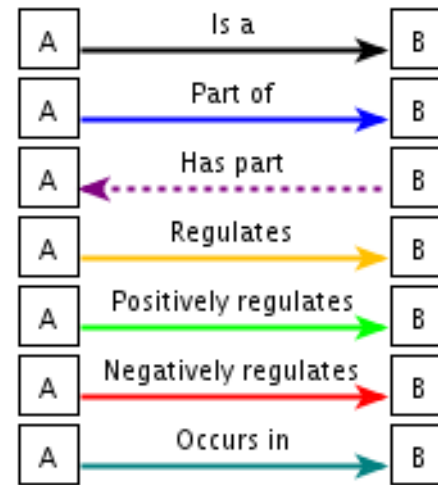 A Is a B
A Part of B
A Has part B
A Regulates B
A Positively regulates B
A Negatively regulates B
A Occurs in B